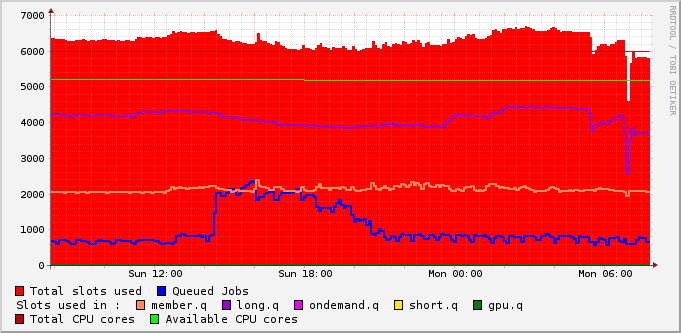 7000
6000
5000
4000
3000
2000
1000
0
Sun 12:00 Sun 18:00 Mon 00:00 Mon 06:00
Total slots used Queued Jobs
Slots used in : member.q long.q ondemand.q short.q gpu.q
Total CPU cores Available CPU cores
RRDTOOL / TOBI OETIKER